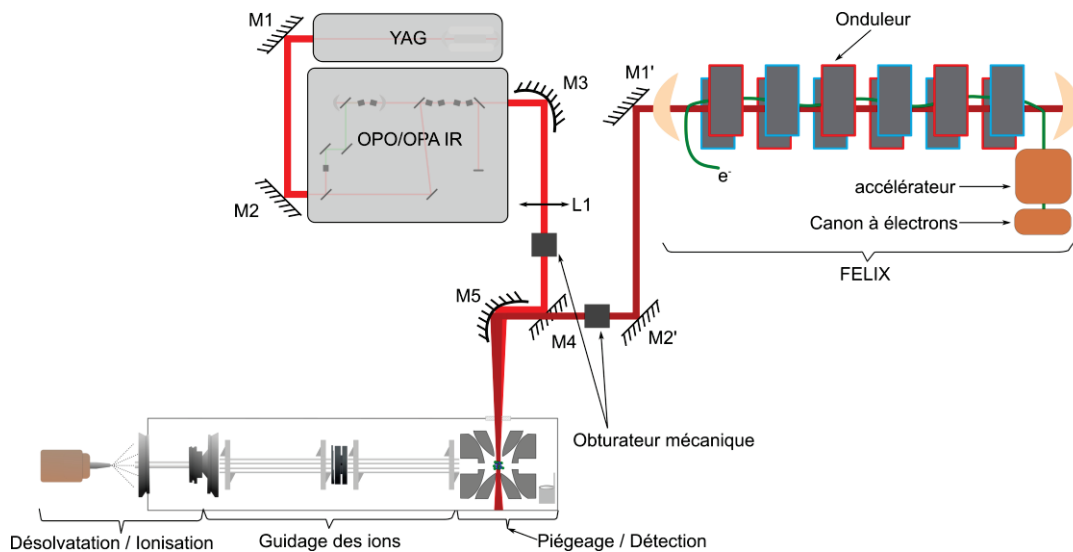 M1
YAG
Onduleur
M3
M1'
OPO/OPA IR
M2
L1
e-
accélérateur
Canon à électrons
FELIX
M5
M4
M2'
Obturateur mécanique
Désolvatation / Ionisation
Guidage des ions
Piégeage / Détection